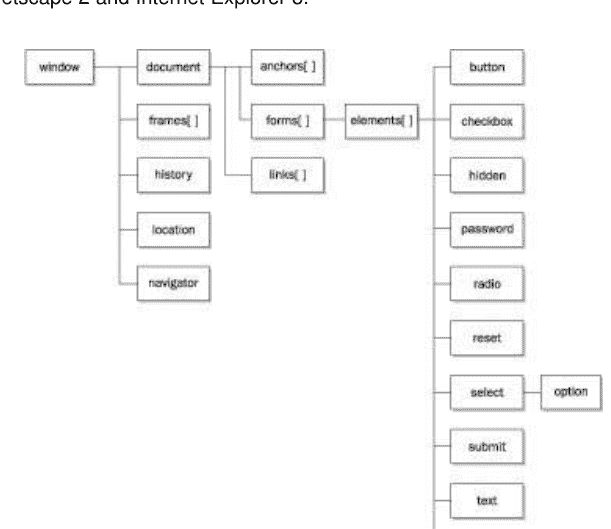 etscape 2 and Internet Explorer 3.
window document anchors[ ] button
frames[ ] forms[ ] elements[ ] checkbox
history links[ ] hidden
location password
navigator radio
reset
select option
submit
text